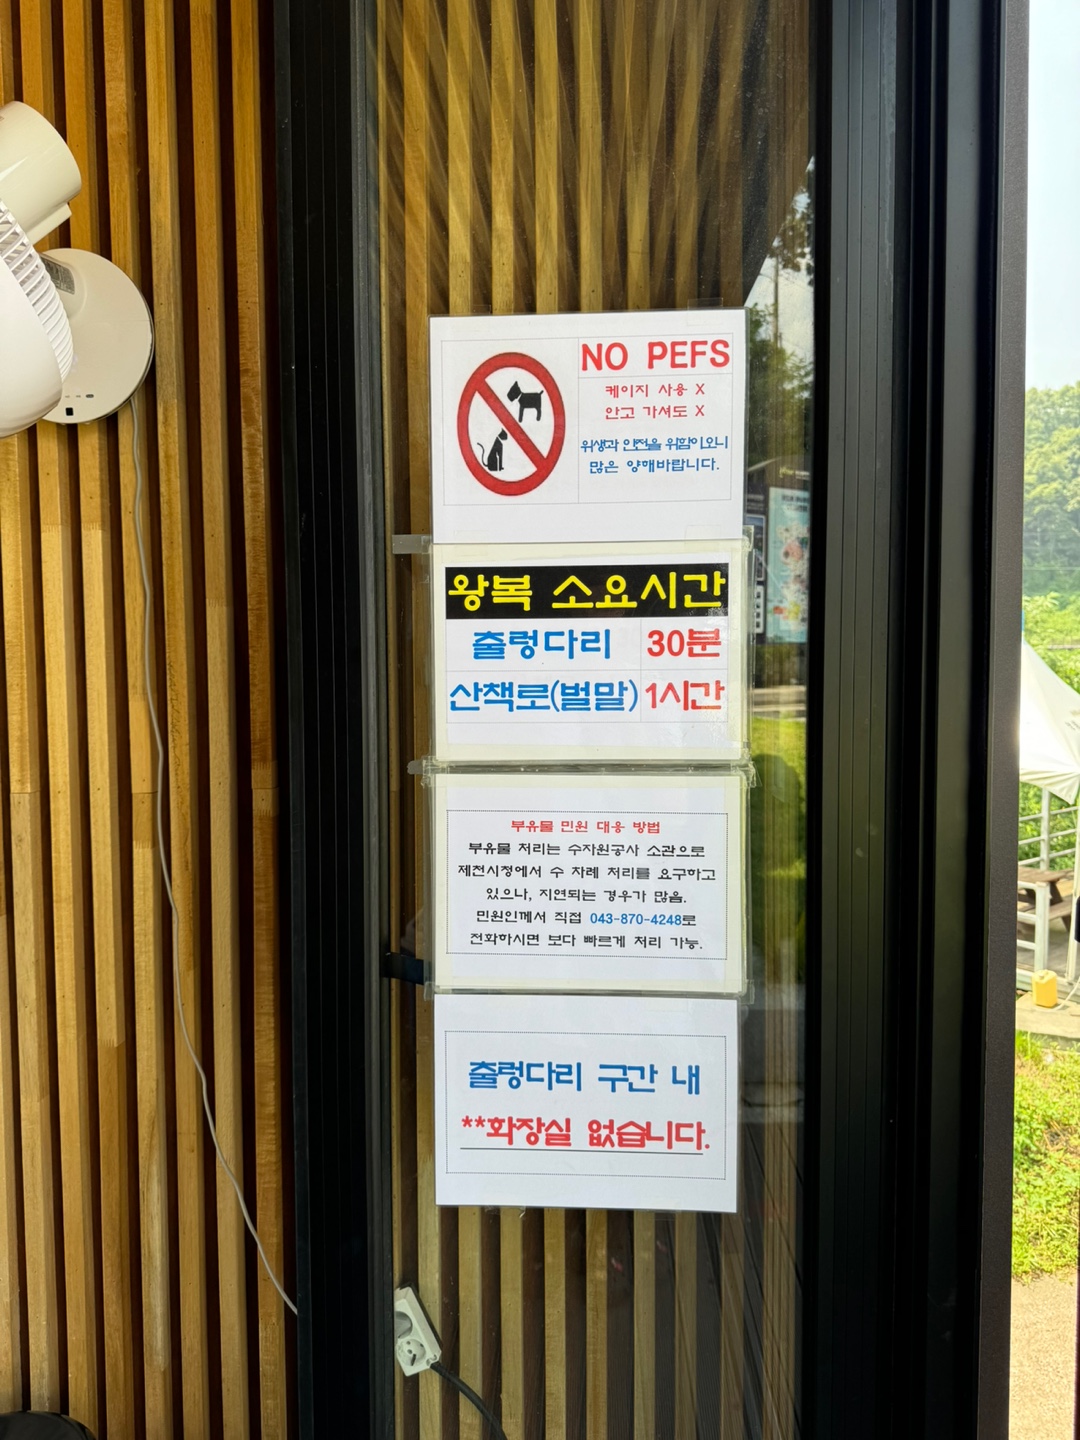 NO PEFS
케이지 사용 X
안고 가셔도 X
위생과 안전을 위함이오니
많은 양해바랍니다.
왕복 소요시간
출렁다리 30분
산책로(벌말) 1시간
부유물 민원 대응 방법
부유물 처리는 수자원공사 소관으로
제천시청에서 수 차례 처리를 요구하고
있으나, 지연되는 경우가 많음.
민원인께서 직접 043-870-4248로
전화하시면 보다 빠르게 처리 가능.
출렁다리 구간 내
**화장실 없습니다.